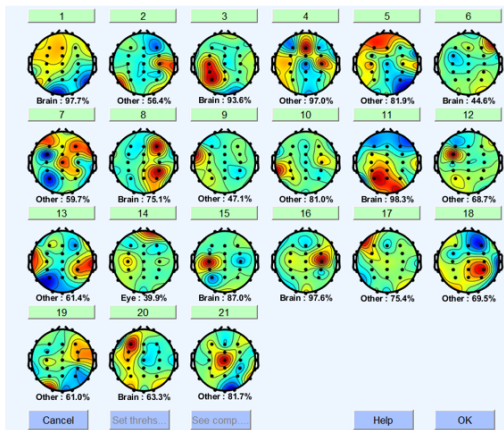 1 2 3 4 5 6
Brain : 97.7% Other : 56.4% Brain : 93.6% Other : 97.0% Other : 81.9% Brain : 44.6%
7 8 9 10 11 12
Other : 59.7% Brain : 75.1% Other : 47.1% Other : 81.0% Brain : 98.3% Other : 68.7%
13 14 15 16 17 18
Other : 61.4% Eye : 39.9% Brain : 87.0% Brain : 97.6% Other : 75.4% Other : 69.5%
19 20 21
Other : 61.0% Brain : 63.3% Other : 81.7%
Cancel Set threhs... See comp.... Help OK